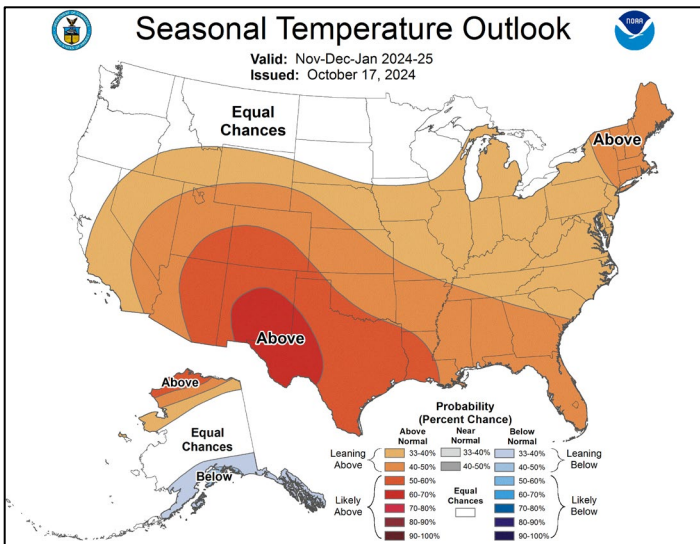 Seasonal Temperature Outlook
NOAA
Valid: Nov-Dec-Jan 2024-25
Issued: October 17, 2024
Equal
Chances
Above
Above
Above
Equal
Chances
Below
Probability
(Percent Chance)
Above
Normal
Near
Normal
Below
Normal
Leaning
Above
33-40%
40-50%
33-40%
40-50%
33-40%
40-50%
Leaning
Below
Likely
Above
50-60%
60-70%
70-80%
80-90%
90-100%
Equal
Chances
50-60%
60-70%
70-80%
80-90%
90-100%
Likely
Below